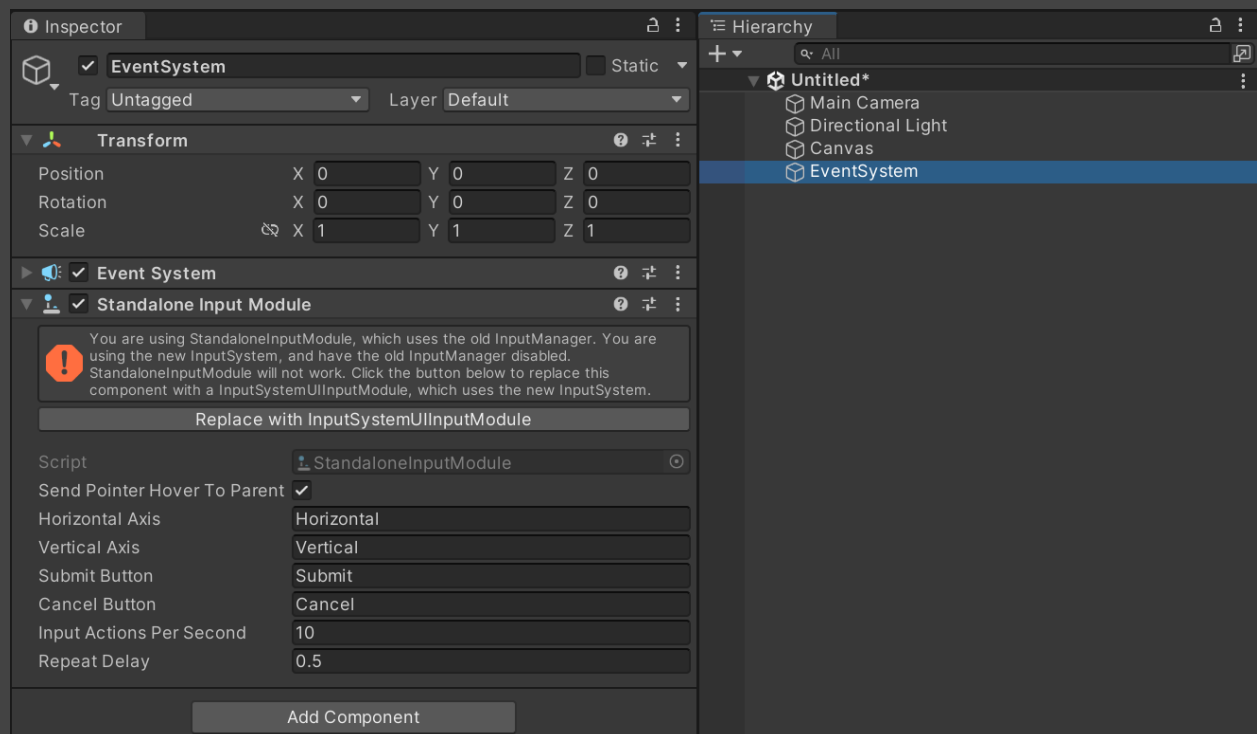 Inspector
EventSystem
Static
Tag Untagged
Layer Default
Transform
Position X 0 Y 0 Z 0
Rotation X 0 Y 0 Z 0
Scale X 1 Y 1 Z 1
Event System
Standalone Input Module
You are using StandaloneInputModule, which uses the old InputManager. You are
using the new InputSystem, and have the old InputManager disabled.
StandaloneInputModule will not work. Click the button below to replace this
component with a InputSystemUIInputModule, which uses the new InputSystem.
Replace with InputSystemUIInputModule
Script StandaloneInputModule
Send Pointer Hover To Parent
Horizontal Axis Horizontal
Vertical Axis Vertical
Submit Button Submit
Cancel Button Cancel
Input Actions Per Second 10
Repeat Delay 0.5
Add Component
Hierarchy
All
Untitled*
Main Camera
Directional Light
Canvas
EventSystem